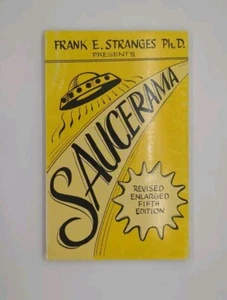 FRANK E. STRANGES Ph.D.
PRESENTS
SAUCERAMA
REVISED
ENLARGED
FIFTH
EDITION